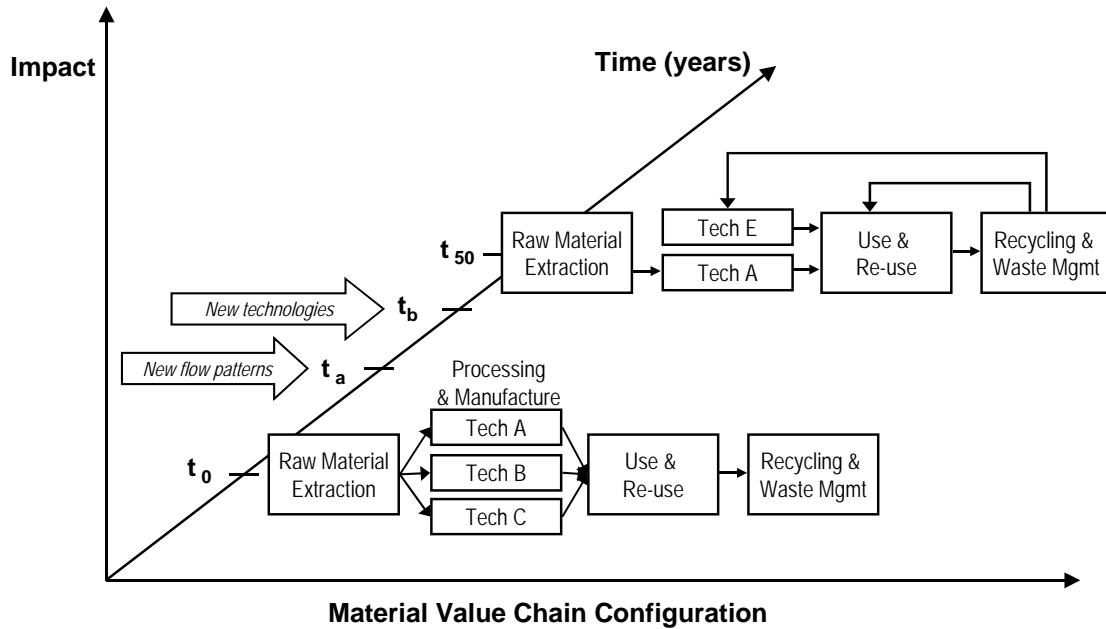 Impact
Time (years)
Tech E
Raw Material
Extraction
Use &
Re-use
Recycling &
Waste Mgmt
t 50
Tech A
New technologies
t b
New flow patterns
t a
Processing
& Manufacture
Tech A
t 0
Raw Material
Extraction
Tech B
Use &
Re-use
Recycling &
Waste Mgmt
Tech C
Material Value Chain Configuration